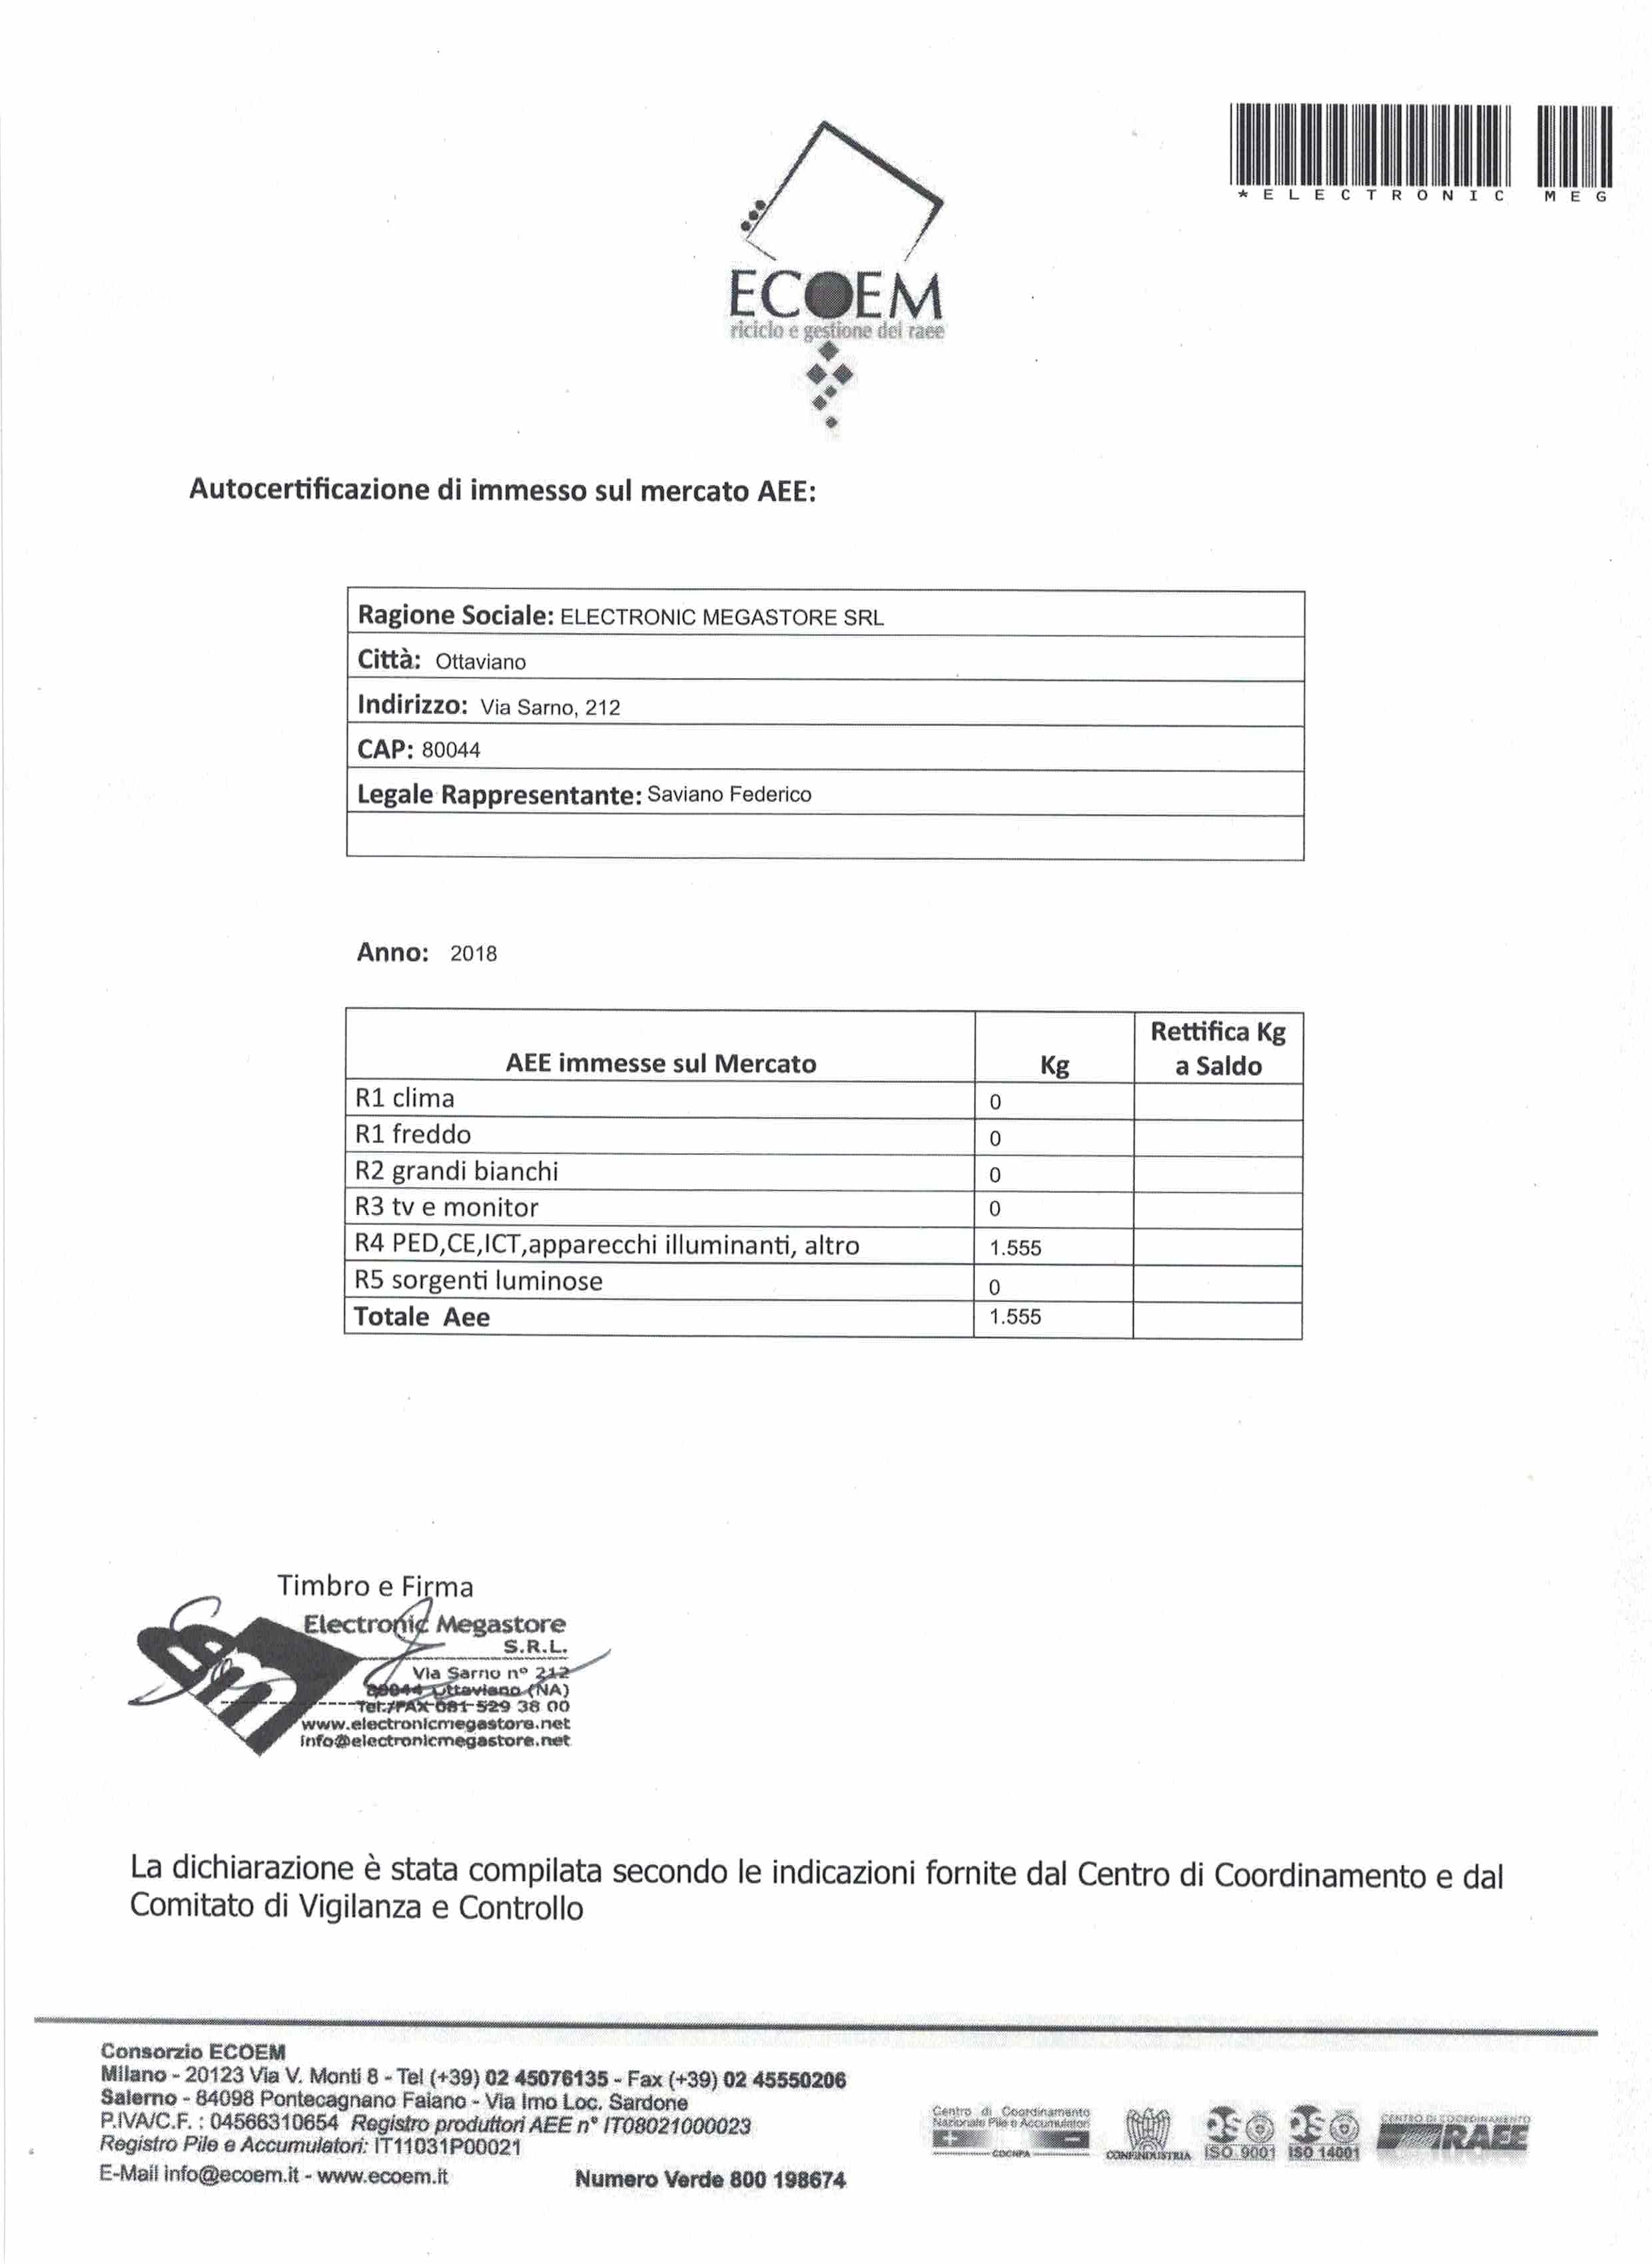 *ELECTRONIC MEG
ECOEM
riciclo e gestione dei raee
Autocertificazione di immesso sul mercato AEE:
Ragione Sociale: ELECTRONIC MEGASTORE SRL
Città: Ottaviano
Indirizzo: Via Sarno, 212
CAP: 80044
Legale Rappresentante: Saviano Federico
Anno: 2018
AEE immesse sul Mercato Kg Rettifica Kg a Saldo
R1 clima 0
R1 freddo 0
R2 grandi bianchi 0
R3 tv e monitor 0
R4 PED,CE,ICT,apparecchi illuminanti, altro 1.555
R5 sorgenti luminose 0
Totale Aee 1.555
Timbro e Firma
Electronic Megastore
S.R.L.
Via Sarno n° 212
80044 Ottaviano (NA)
Tel./FAX 081 529 38 00
www.electronicmegastore.net
info@electronicmegastore.net
La dichiarazione è stata compilata secondo le indicazioni fornite dal Centro di Coordinamento e dal
Comitato di Vigilanza e Controllo
Consorzio ECOEM
Milano - 20123 Via V. Monti 8 - Tel (+39) 02 45076135 - Fax (+39) 02 45550206
Salerno - 84098 Pontecagnano Faiano - Via Imo Loc. Sardone
P.IVA/C.F. : 04566310654 Registro produttori AEE n° IT08021000023
Registro Pile e Accumulatori: IT11031P00021
E-Mail info@ecoem.it - www.ecoem.it Numero Verde 800 198674
Centro di Coordinamento
Nazionale Pile e Accumulatori
CDCNPA
CONFINDUSTRIA
ISO 9001
ISO 14001
CENTRO DI COORDINAMENTO
RAEE